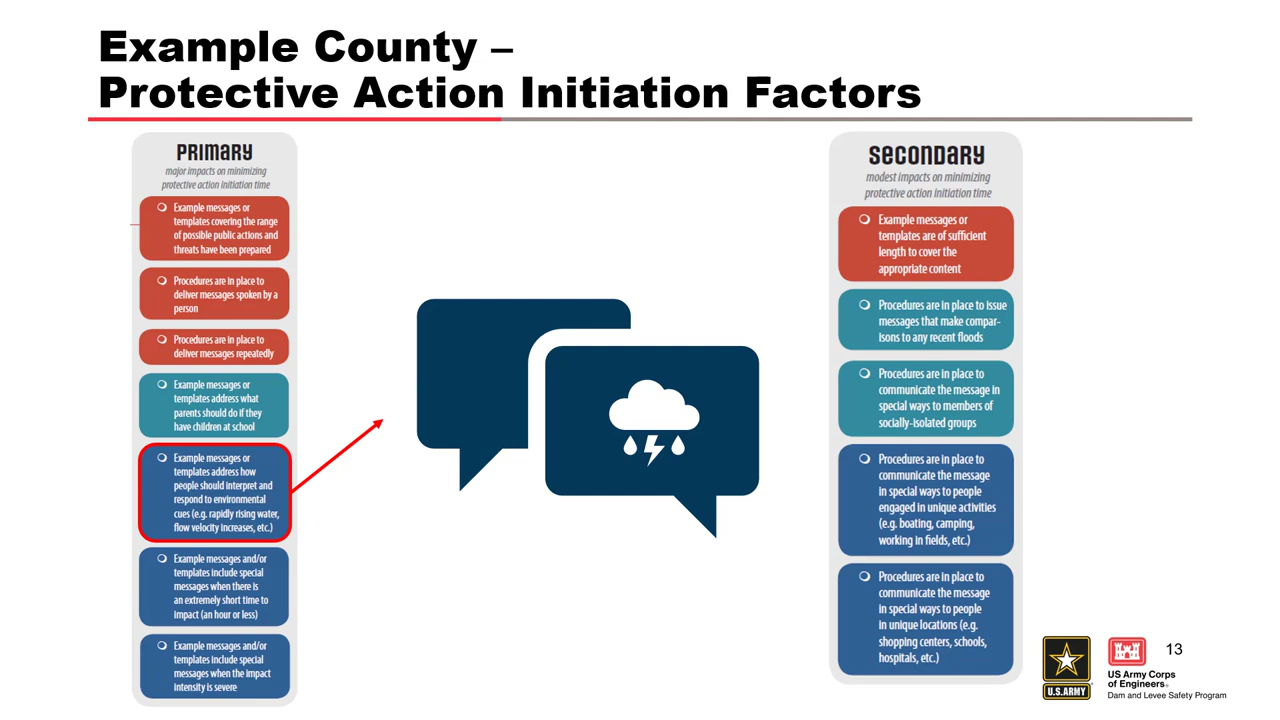 Example County –
Protective Action Initiation Factors
PRIMARY
major impacts on minimizing
protective action initiation time
Example messages or
templates covering the range
of possible public actions and
threats have been prepared
Procedures are in place to
deliver messages spoken by a
person
Procedures are in place to
deliver messages repeatedly
Example messages or
templates address what
parents should do if they
have children at school
Example messages or
templates address how
people should interpret and
respond to environmental
cues (e.g. rapidly rising water,
flow velocity increases, etc.)
Example messages and/or
templates include special
messages when there is
an extremely short time to
impact (an hour or less)
Example messages and/or
templates include special
messages when the impact
intensity is severe
SECONDARY
modest impacts on minimizing
protective action initiation time
Example messages or
templates are of sufficient
length to cover the
appropriate content
Procedures are in place to issue
messages that make compar-
isons to any recent floods
Procedures are in place to
communicate the message in
special ways to members of
socially-isolated groups
Procedures are in place to
communicate the message
in special ways to people
engaged in unique activities
(e.g. boating, camping,
working in fields, etc.)
Procedures are in place to
communicate the message
in special ways to people
in unique locations (e.g.
shopping centers, schools,
hospitals, etc.)
U.S.ARMY
US Army Corps
of Engineers®
Dam and Levee Safety Program
13